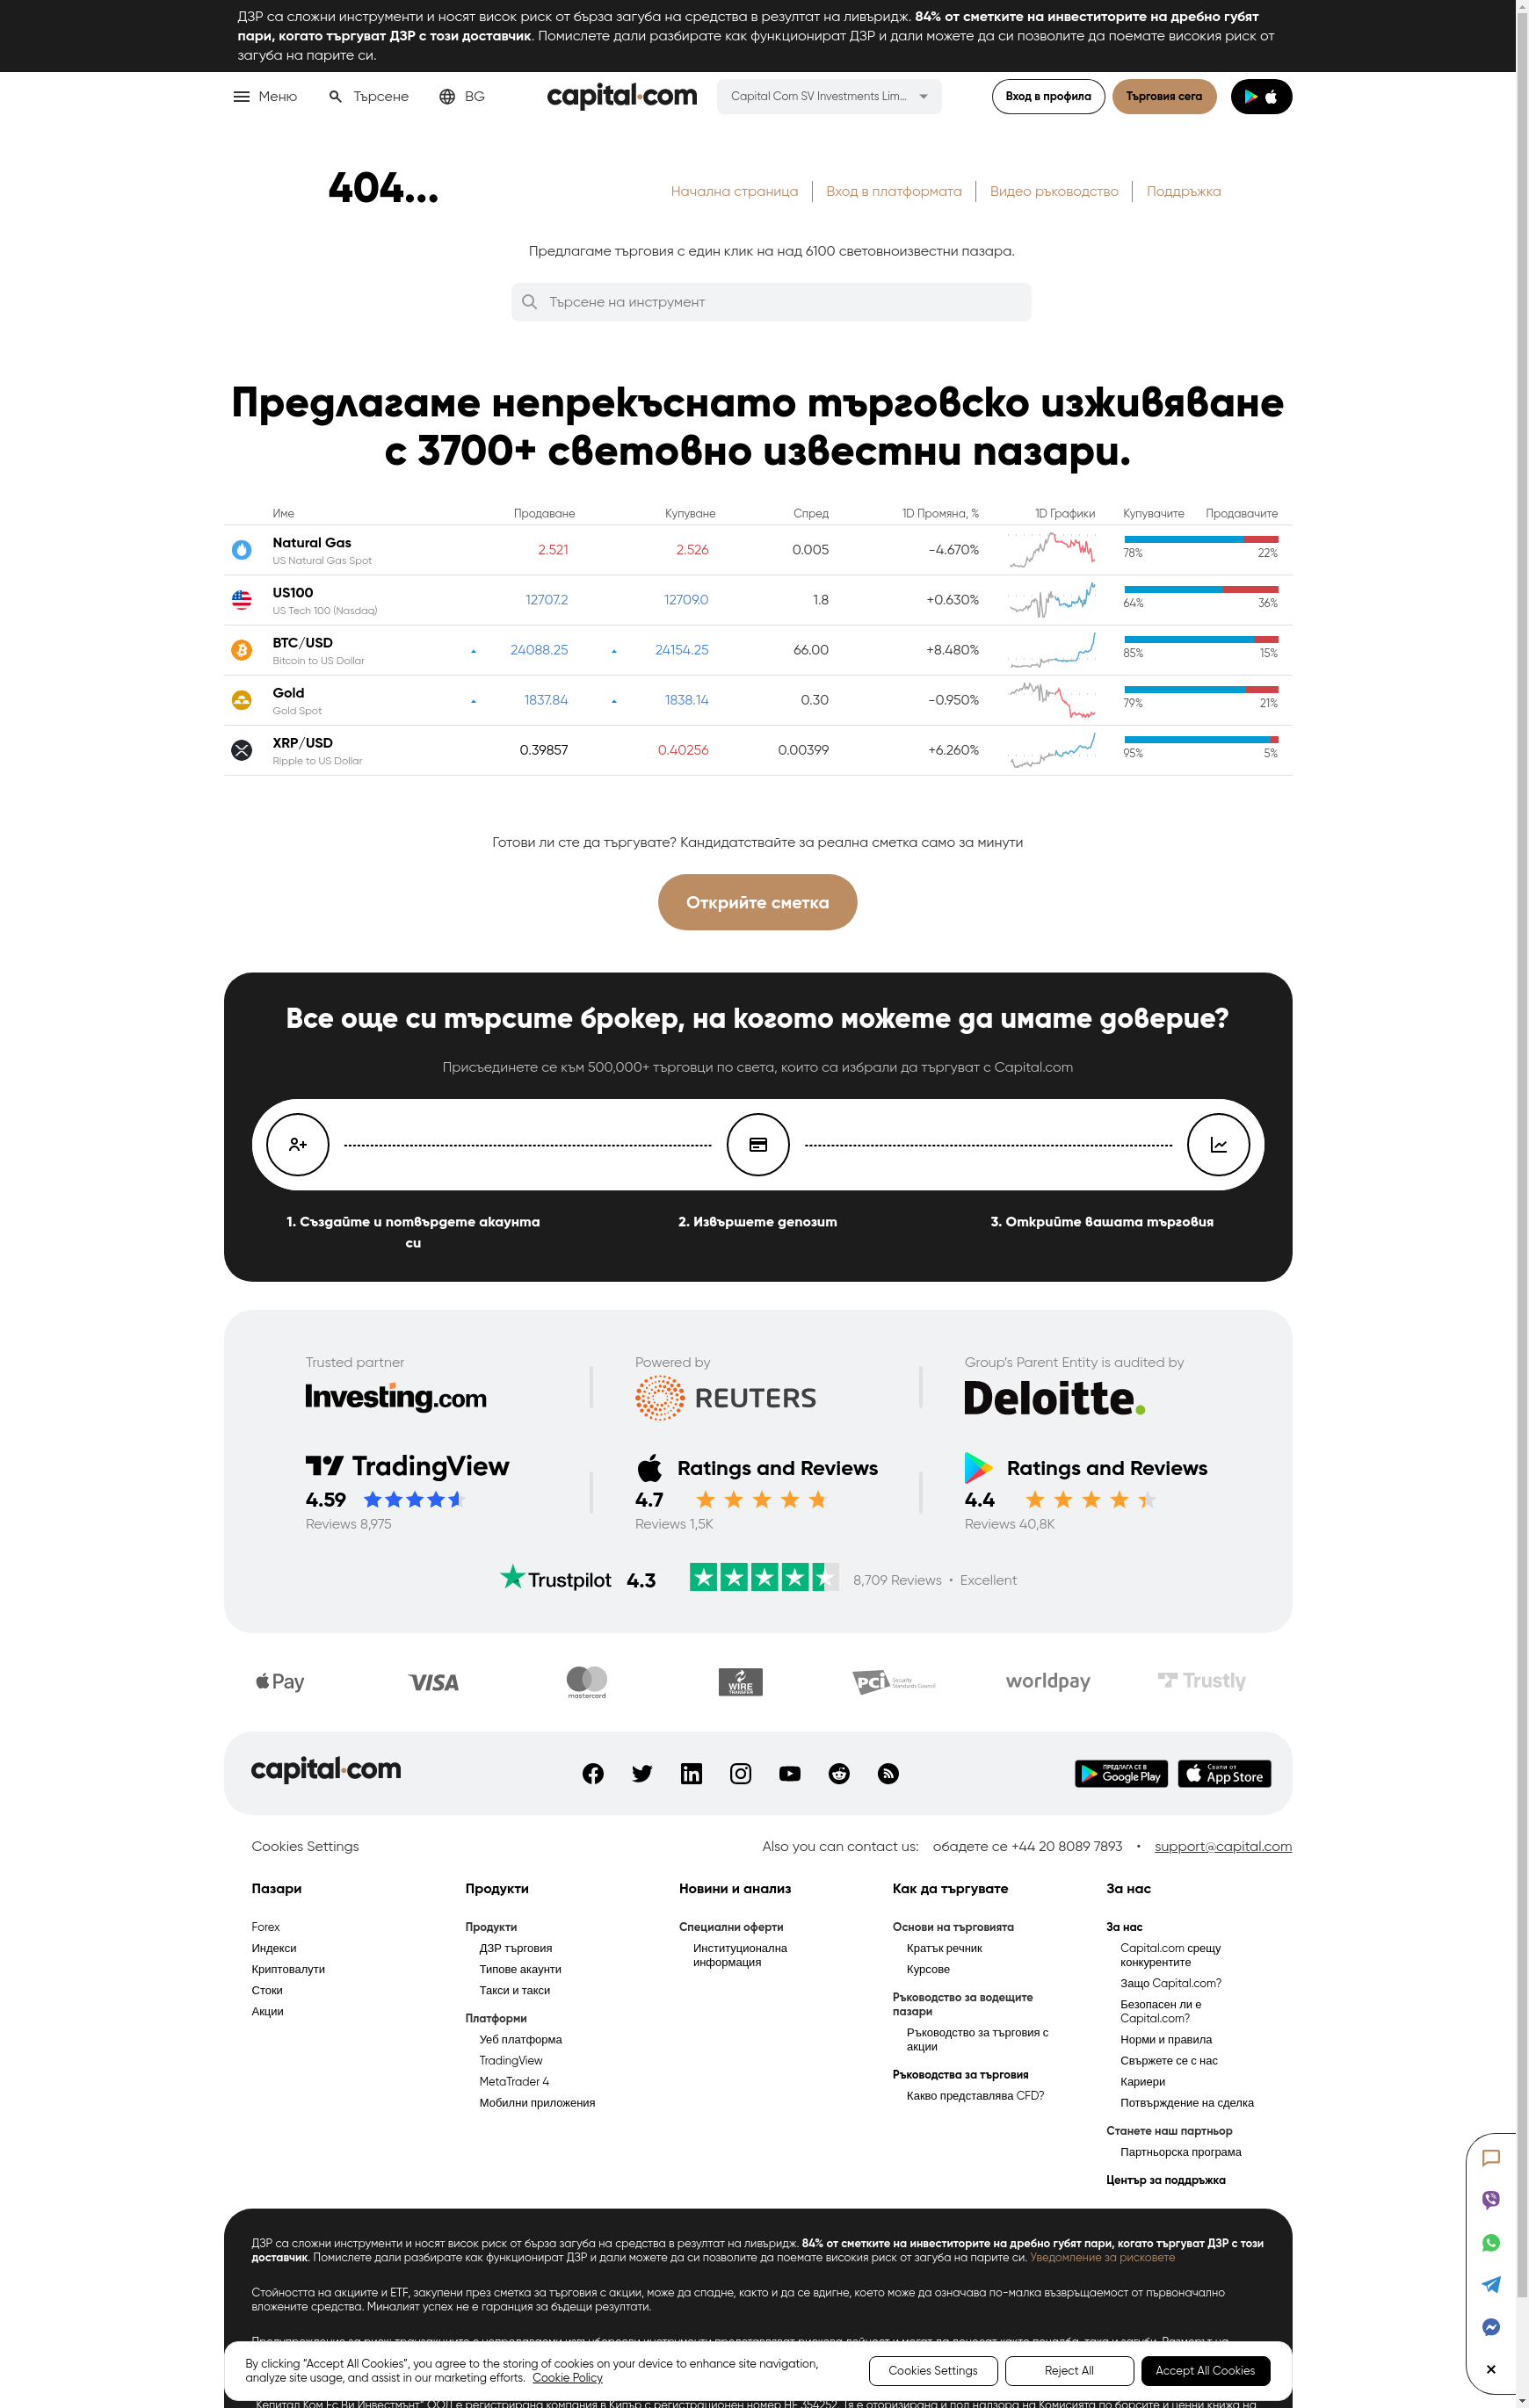 ДЗР са сложни инструменти и носят висок риск от бърза загуба на средства в резултат на ливъридж. 84% от сметките на инвеститорите на дребно губят
пари, когато търгуват ДЗР с този доставчик. Помислете дали разбирате как функционират ДЗР и дали можете да си позволите да поемате високия риск от
загуба на парите си.
Меню Търсене BG capital.com Capital Com SV Investments Lim... Вход в профила Търговия сега
404...
Начална страница Вход в платформата Видео ръководство Поддръжка
Предлагаме търговия с един клик на над 6100 световноизвестни пазара.
Търсене на инструмент
Предлагаме непрекъснато търговско изживяване
с 3700+ световно известни пазари.
Име Продаване Купуване Спред 1D Промяна, % 1D Графики Купувачите Продавачите
Natural Gas 2.521 2.526 0.005 -4.670% 78% 22%
US Natural Gas Spot
US100 12707.2 12709.0 1.8 +0.630% 64% 36%
US Tech 100 (Nasdaq)
BTC/USD 24088.25 24154.25 66.00 +8.480% 85% 15%
Bitcoin to US Dollar
Gold 1837.84 1838.14 0.30 -0.950% 79% 21%
Gold Spot
XRP/USD 0.39857 0.40256 0.00399 +6.260% 95% 5%
Ripple to US Dollar
Готови ли сте да търгувате? Кандидатствайте за реална сметка само за минути
Открийте сметка
Все още си търсите брокер, на когото можете да имате доверие?
Присъединете се към 500,000+ търговци по света, които са избрали да търгуват с Capital.com
1. Създайте и потвърдете акаунта
си
2. Извършете депозит
3. Открийте вашата търговия
Trusted partner Powered by Group's Parent Entity is audited by
Investing.com REUTERS Deloitte.
TradingView Ratings and Reviews Ratings and Reviews
4.59 4.7 4.4
Reviews 8,975 Reviews 1,5K Reviews 40,8K
Trustpilot 4.3 8,709 Reviews • Excellent
Pay VISA mastercard WIRE TRANSFER PCI Security Standards Council worldpay Trustly
capital.com ПРЕДЛАГА СЕ В Google Play Свали от App Store
Cookies Settings Also you can contact us: обадете се +44 20 8089 7893 • support@capital.com
Пазари
Forex
Индекси
Криптовалути
Стоки
Акции
Продукти
Продукти
ДЗР търговия
Типове акаунти
Такси и такси
Платформи
Уеб платформа
TradingView
MetaTrader 4
Мобилни приложения
Новини и анализ
Специални оферти
Институционална
информация
Как да търгувате
Основи на търговията
Кратък речник
Курсове
Ръководство за водещите
пазари
Ръководство за търговия с
акции
Ръководства за търговия
Какво представлява CFD?
За нас
За нас
Capital.com срещу
конкурентите
Защо Capital.com?
Безопасен ли е
Capital.com?
Норми и правила
Свържете се с нас
Кариери
Потвърждение на сделка
Станете наш партньор
Партньорска програма
Център за поддръжка
ДЗР са сложни инструменти и носят висок риск от бърза загуба на средства в резултат на ливъридж. 84% от сметките на инвеститорите на дребно губят пари, когато търгуват ДЗР с този
доставчик. Помислете дали разбирате как функционират ДЗР и дали можете да си позволите да поемате високия риск от загуба на парите си. Уведомление за рисковете
Стойността на акциите и ETF, закупени през сметка за търговия с акции, може да спадне, както и да се вдигне, което може да означава по-малка възвръщаемост от първоначално
вложените средства. Миналият успех не е гаранция за бъдещи резултати.
By clicking "Accept All Cookies", you agree to the storing of cookies on your device to enhance site navigation,
analyze site usage, and assist in our marketing efforts. Cookie Policy
Cookies Settings Reject All Accept All Cookies
"Кепитал Ком Ес Ви Инвестмънт" ООД е регистрирана компания в Кипър с регистрационен номер HE 354252. Тя е оторизирана и под надзора на Комисията по борсите и ценни книжа на